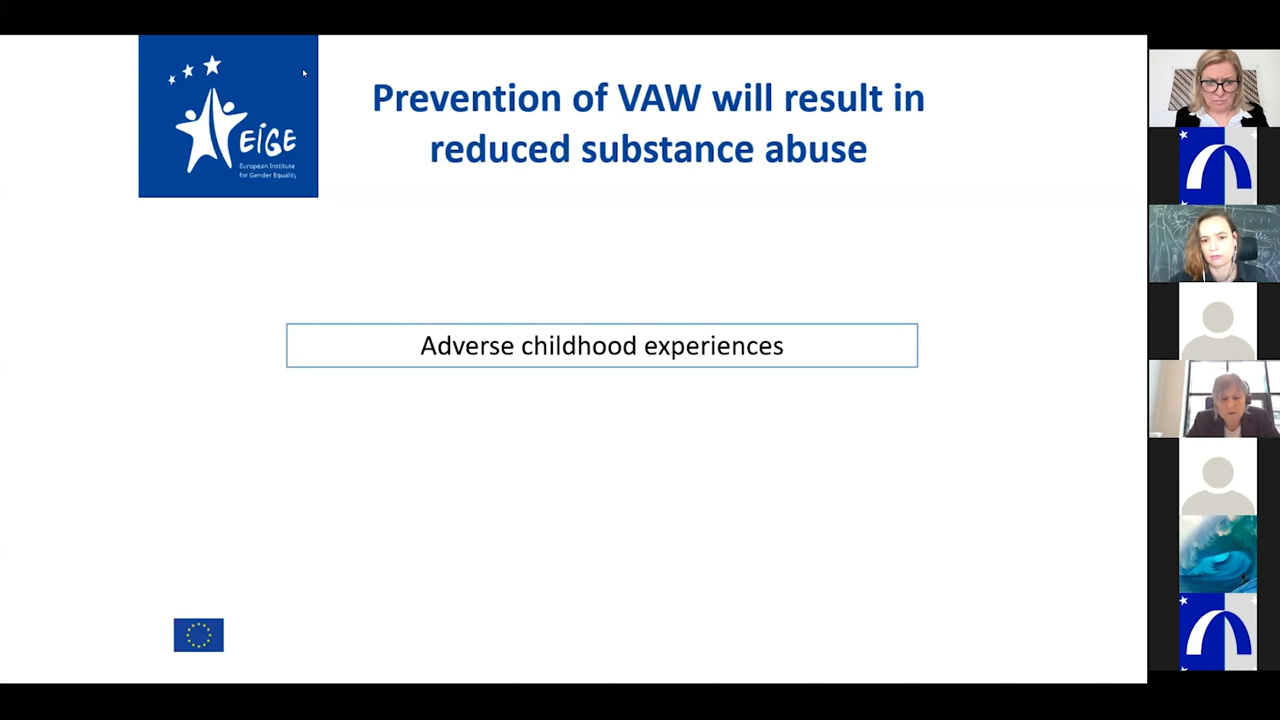 EIGE
European Institute
for Gender Equality
Prevention of VAW will result in
reduced substance abuse
Adverse childhood experiences